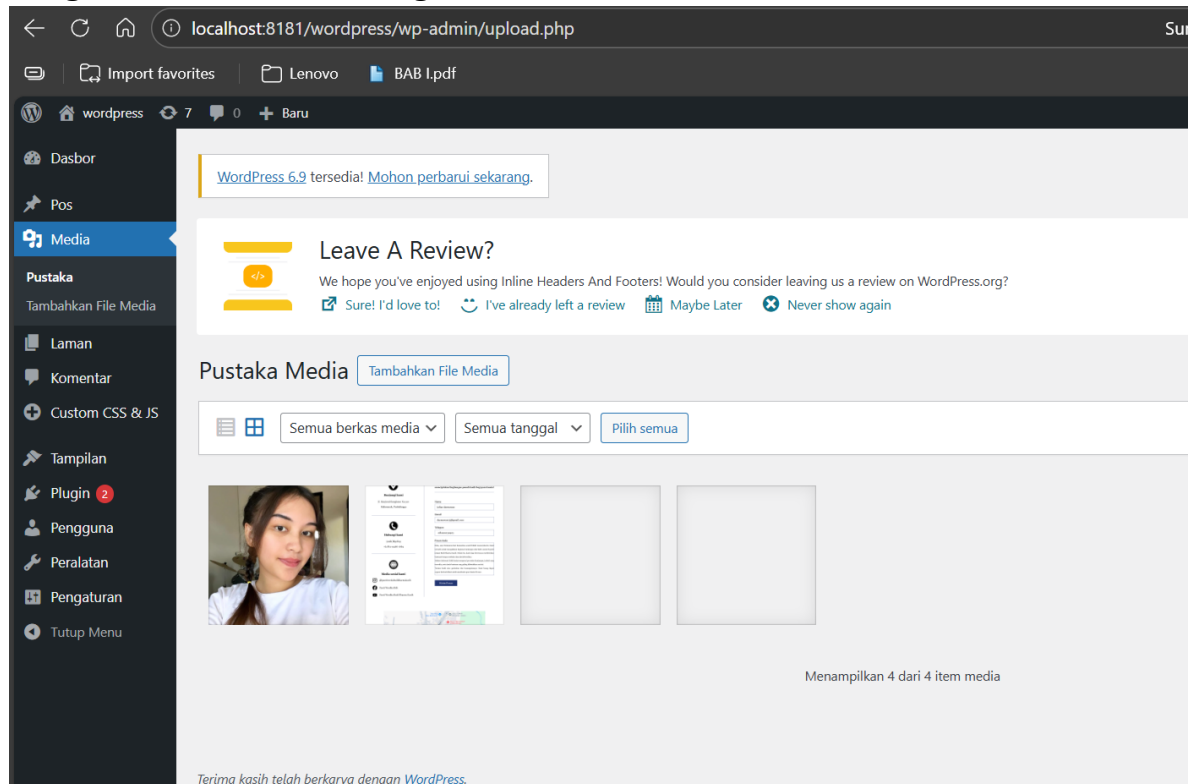 localhost:8181/wordpress/wp-admin/upload.php
Import favorites Lenovo BAB I.pdf
wordpress 7 0 + Baru
Dasbor
Pos
Media
Pustaka
Tambahkan File Media
Laman
Komentar
Custom CSS & JS
Tampilan
Plugin 2
Pengguna
Peralatan
Pengaturan
Tutup Menu
WordPress 6.9 tersedia! Mohon perbarui sekarang.
Leave A Review?
We hope you've enjoyed using Inline Headers And Footers! Would you consider leaving us a review on WordPress.org?
Sure! I'd love to! I've already left a review Maybe Later Never show again
Pustaka Media Tambahkan File Media
Semua berkas media Semua tanggal Pilih semua
Menampilkan 4 dari 4 item media
Terima kasih telah berkarya dengan WordPress.